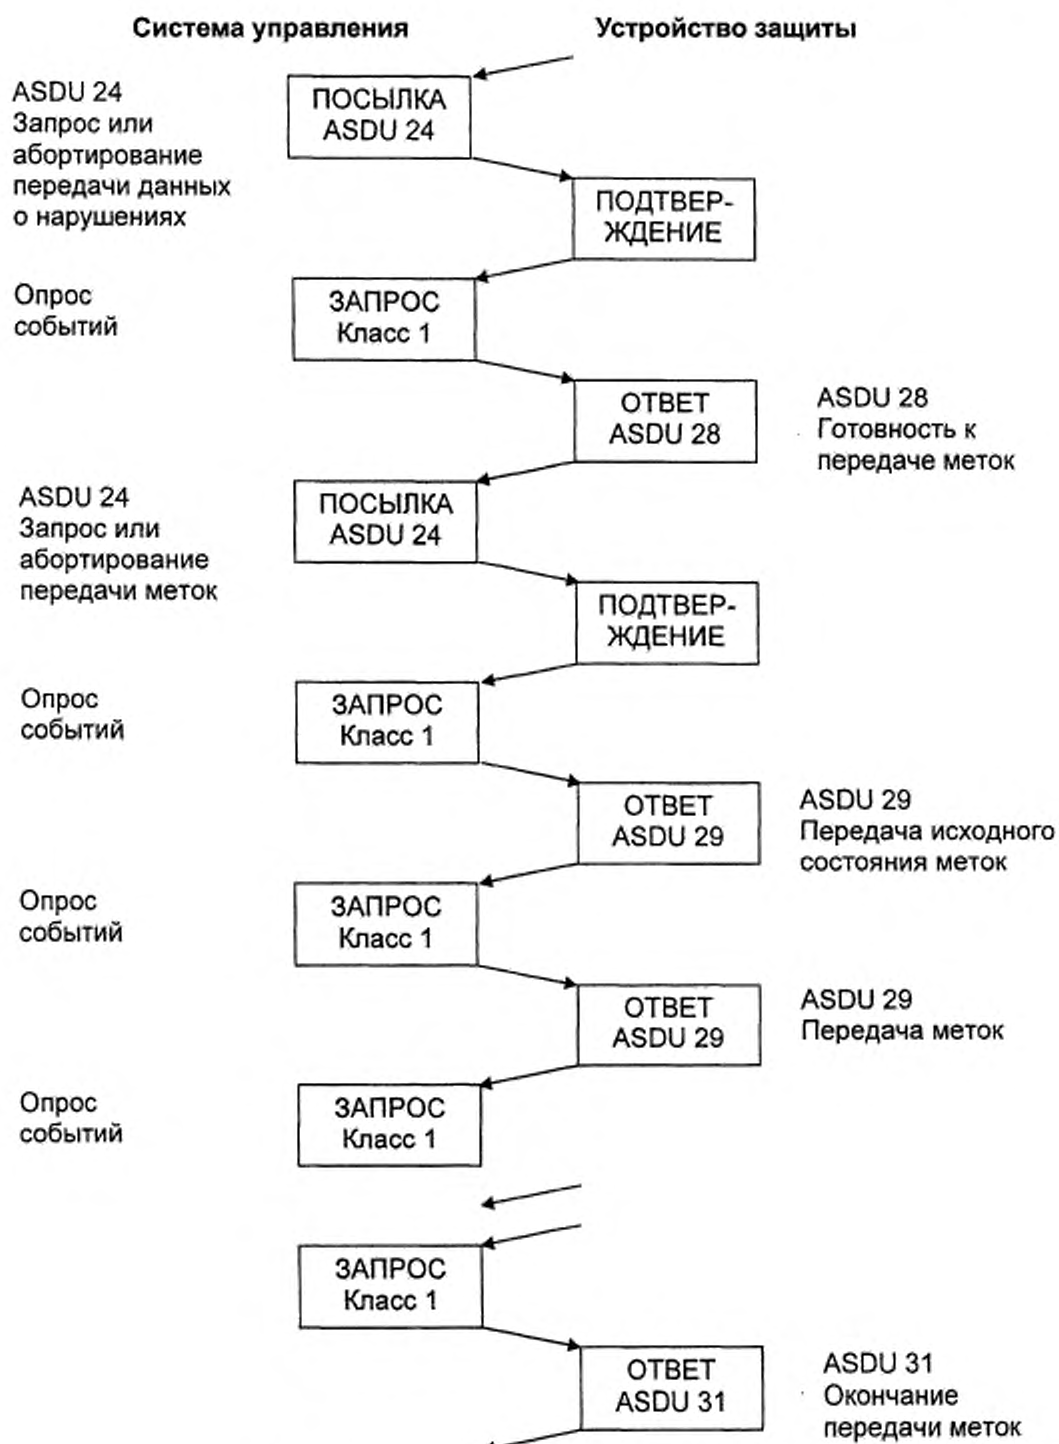 Система управления
Устройство защиты
ASDU 24
Запрос или
абортирование
передачи данных
о нарушениях
ПОСЫЛКА
ASDU 24
ПОДТВЕР-
ЖДЕНИЕ
Опрос
событий
ЗАПРОС
Класс 1
ОТВЕТ
ASDU 28
ASDU 28
Готовность к
передаче меток
ASDU 24
Запрос или
абортирование
передачи меток
ПОСЫЛКА
ASDU 24
ПОДТВЕР-
ЖДЕНИЕ
Опрос
событий
ЗАПРОС
Класс 1
ОТВЕТ
ASDU 29
ASDU 29
Передача исходного
состояния меток
Опрос
событий
ЗАПРОС
Класс 1
ОТВЕТ
ASDU 29
ASDU 29
Передача меток
Опрос
событий
ЗАПРОС
Класс 1
ЗАПРОС
Класс 1
ОТВЕТ
ASDU 31
ASDU 31
Окончание
передачи меток